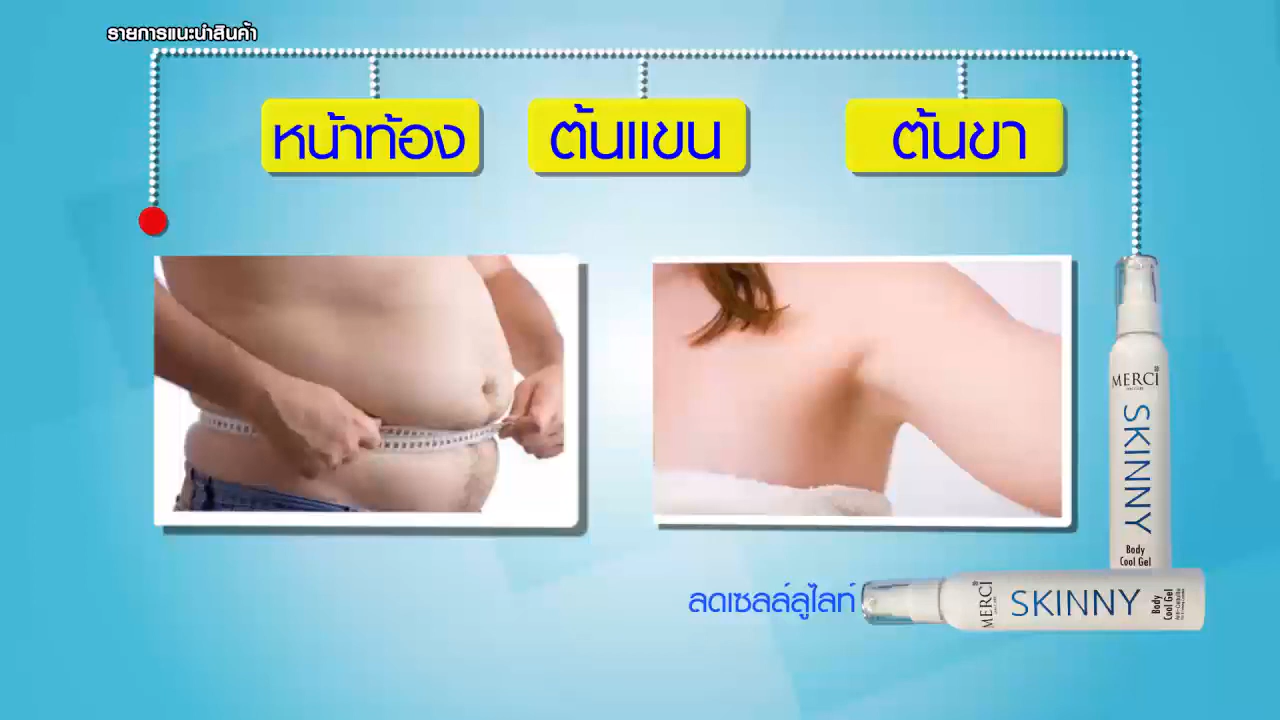 รายการแนะนำสินค้า
หน้าท้อง
ต้นแขน
ต้นขา
MERCI
SKINNY
Body
Cool Gel
ลดเซลล์ลูไลท์
MERCI
SKINNY
Body
Cool Gel